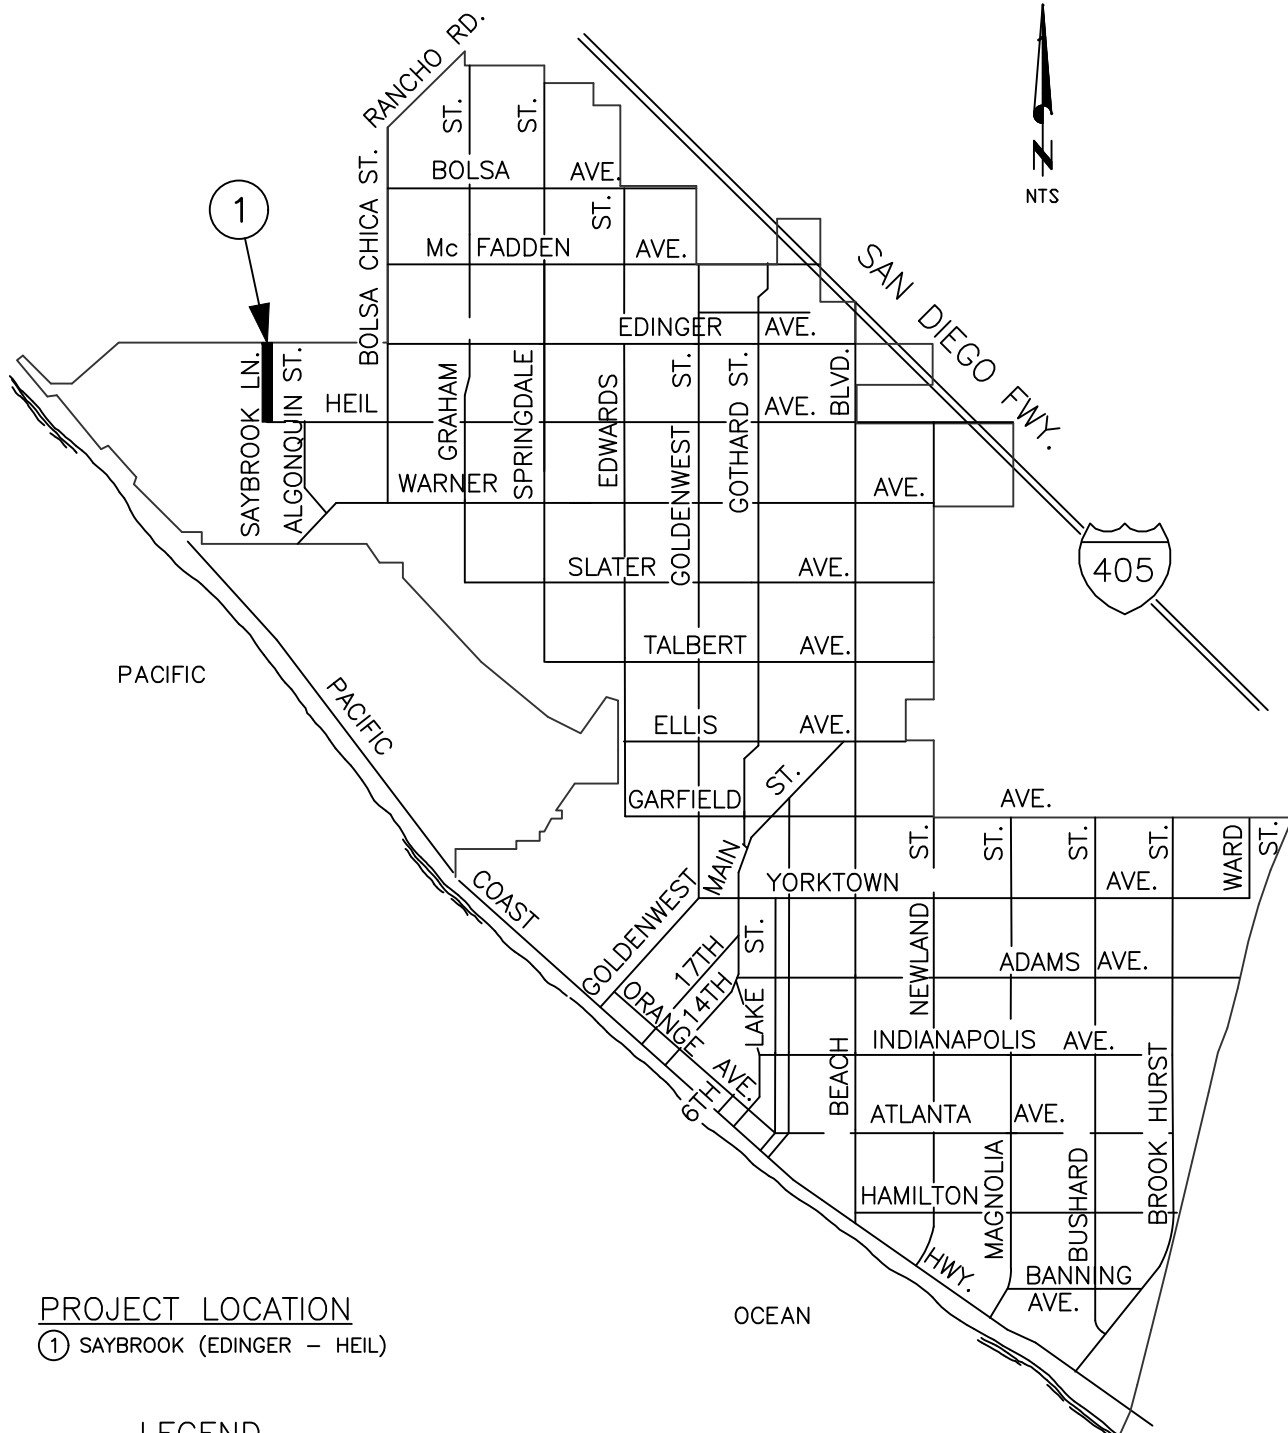 RANCHO RD.
ST.
ST.
BOLSA AVE.
NTS
BOLSA CHICA ST.
ST.
1
Mc FADDEN AVE.
SAN DIEGO FWY.
EDINGER AVE.
SAYBROOK LN.
ALGONQUIN ST.
HEIL AVE.
GRAHAM
SPRINGDALE
EDWARDS
GOLDENWEST ST.
GOTHARD ST.
BLVD.
WARNER AVE.
SLATER AVE.
405
TALBERT AVE.
PACIFIC
PACIFIC
ELLIS AVE.
ST.
GARFIELD AVE.
MAIN
ST.
ST.
ST.
ST.
WARD ST.
YORKTOWN AVE.
COAST
GOLDENWEST
17TH
14TH
ORANGE AVE.
6TH
LAKE ST.
NEWLAND
ADAMS AVE.
INDIANAPOLIS AVE.
BEACH
ATLANTA AVE.
BROOK HURST
HAMILTON
MAGNOLIA
BUSHARD
HWY.
BANNING
AVE.
OCEAN
PROJECT LOCATION
1 SAYBROOK (EDINGER – HEIL)
LEGEND